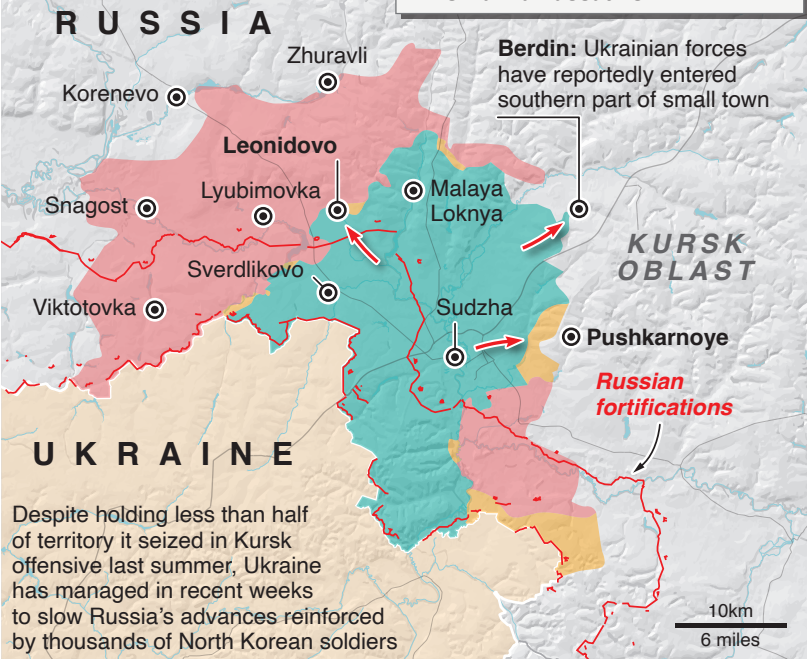 RUSSIA
Zhuravli
Korenevo
Berdin: Ukrainian forces
have reportedly entered
southern part of small town
Leonidovo
Lyubimovka
Malaya
Loknya
Snagost
KURSK
OBLAST
Sverdlikovo
Viktotovka
Sudzha
Pushkarnoye
Russian
fortifications
UKRAINE
Despite holding less than half
of territory it seized in Kursk
offensive last summer, Ukraine
has managed in recent weeks
to slow Russia’s advances reinforced
by thousands of North Korean soldiers
10km
6 miles